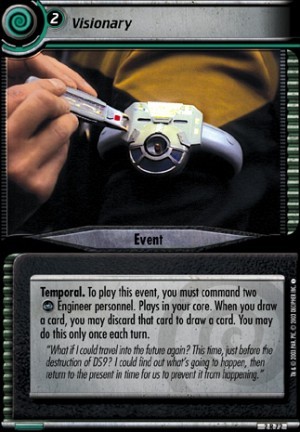 2 Visionary
Event
Temporal. To play this event, you must command two
Engineer personnel. Plays in your core. When you draw
a card, you may discard that card to draw a card. You may
do this only once each turn.
"What if I could travel into the future again? This time, just before the
destruction of DS9? I could find out what's going to happen, then
return to the present in time for us to prevent it from happening."